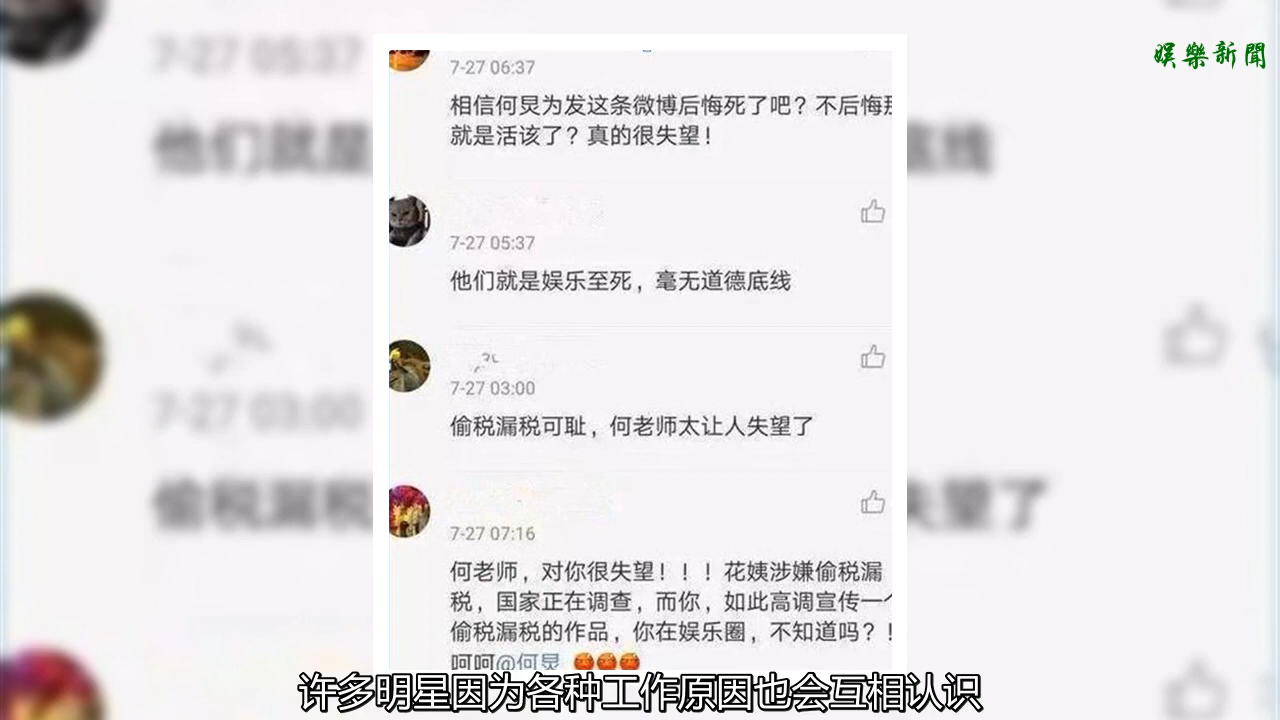 娱樂新聞
7-27 06:37
相信何炅为发这条微博后悔死了吧？不后悔那
就是活该了？真的很失望！
7-27 05:37
他们就是娱乐至死，毫无道德底线
7-27 03:00
偷税漏税可耻，何老师太让人失望了
7-27 07:16
何老师，对你很失望！！！花姨涉嫌偷税漏
税，国家正在调查，而你，如此高调宣传一个
偷税漏税的作品，你在娱乐圈，不知道吗？！
呵呵@何炅
许多明星因为各种工作原因也会互相认识